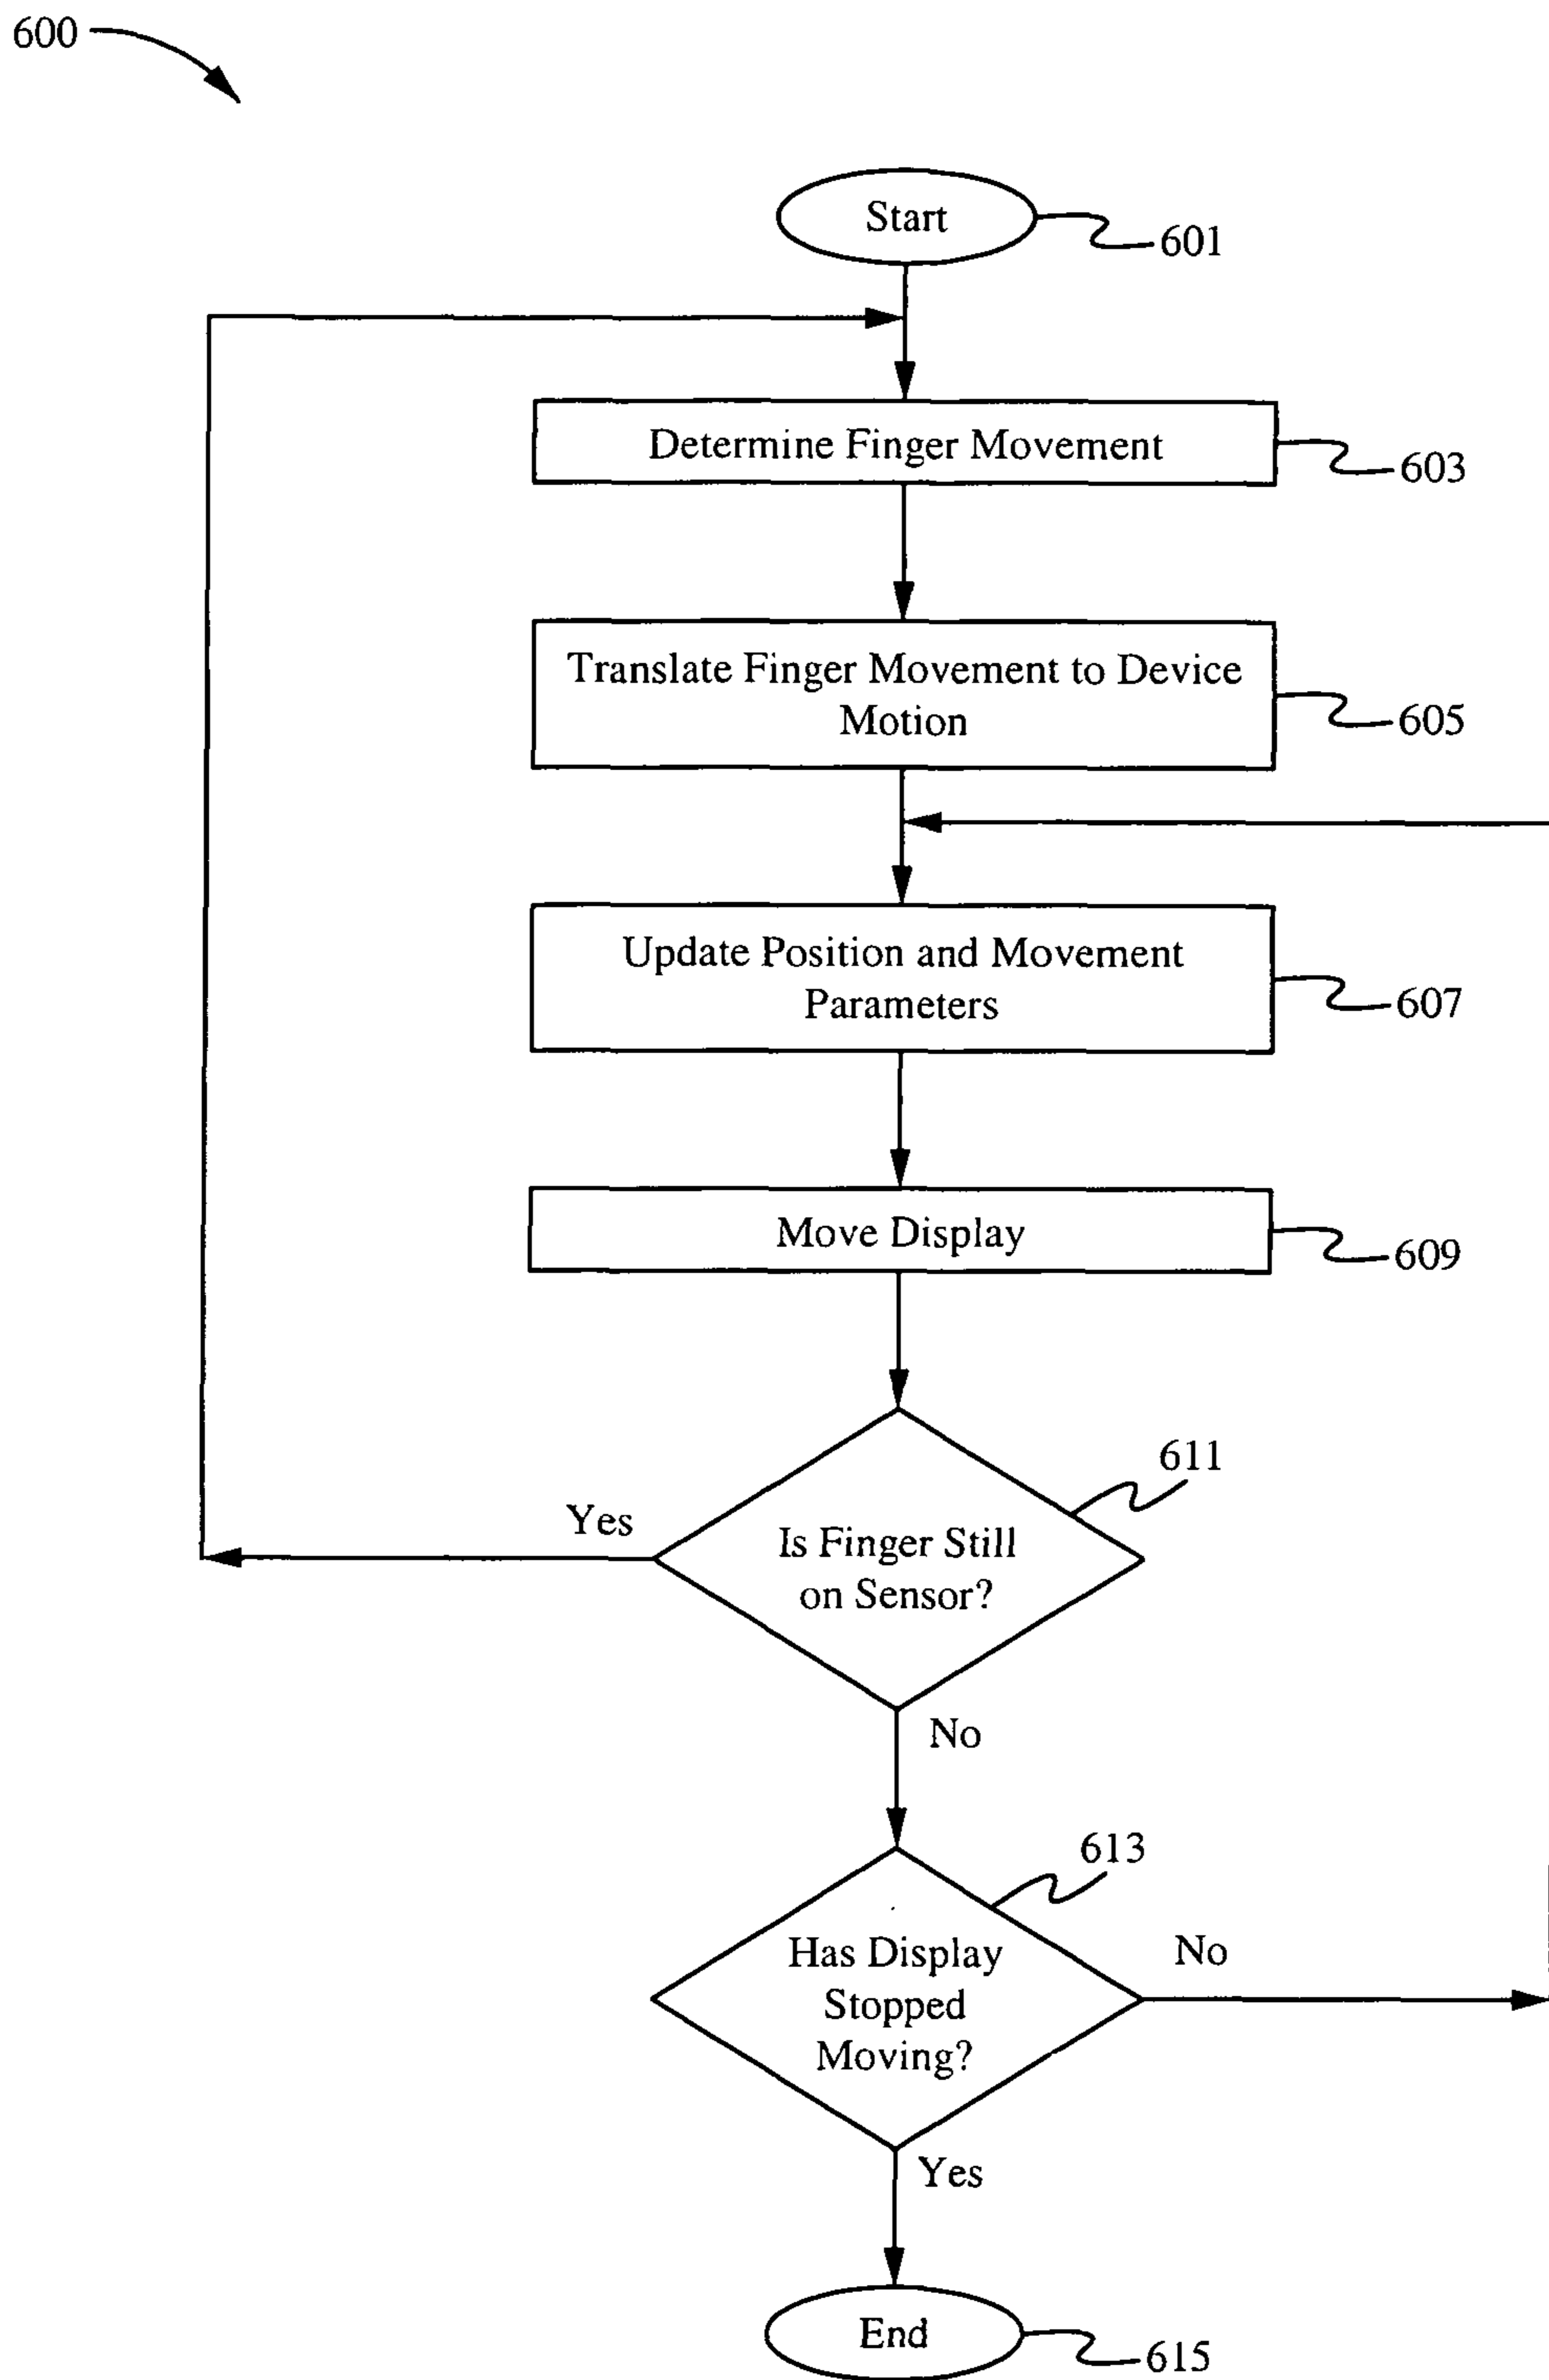 600
Start
601
Determine Finger Movement
603
Translate Finger Movement to Device
Motion
605
Update Position and Movement
Parameters
607
Move Display
609
611
Yes
Is Finger Still
on Sensor?
No
613
Has Display
Stopped
Moving?
No
Yes
End
615